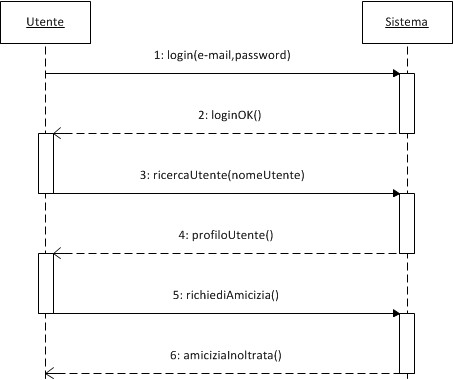 Utente
Sistema
1: login(e-mail,password)
2: loginOK()
3: ricercaUtente(nomeUtente)
4: profiloUtente()
5: richiediAmicizia()
6: amiciziaInoltrata()